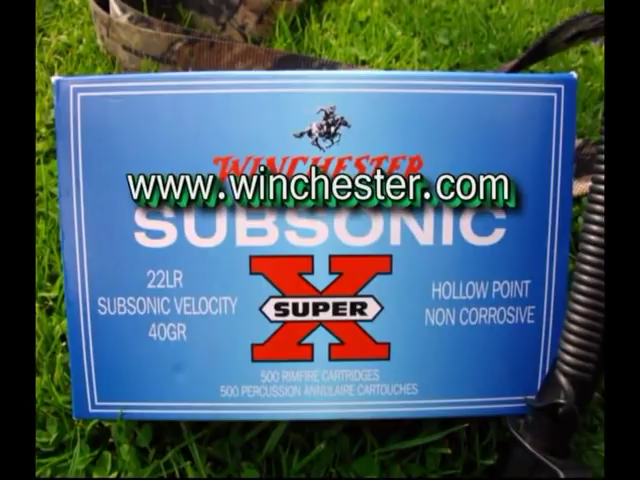 WINCHESTER
www.winchester.com
SUBSONIC
22LR
SUBSONIC VELOCITY
40GR
X
SUPER
HOLLOW POINT
NON CORROSIVE
500 RIMFIRE CARTRIDGES
500 PERCUSSION ANNULAIRE CARTOUCHES